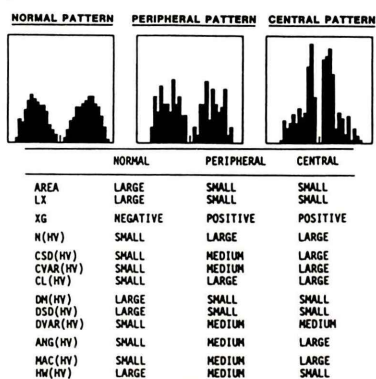 NORMAL PATTERN PERIPHERAL PATTERN CENTRAL PATTERN
NORMAL PERIPHERAL CENTRAL
AREA LARGE SMALL SMALL
LX LARGE SMALL SMALL
XG NEGATIVE POSITIVE POSITIVE
N(HV) SMALL LARGE LARGE
CSD(HV) SMALL MEDIUM LARGE
CVAR(HV) SMALL MEDIUM LARGE
CL(HV) SMALL LARGE LARGE
DM(HV) LARGE SMALL SMALL
DSD(HV) LARGE SMALL SMALL
DVAR(HV) SMALL MEDIUM MEDIUM
ANG(HV) SMALL MEDIUM LARGE
MAC(HV) SMALL MEDIUM LARGE
HW(HV) LARGE MEDIUM SMALL